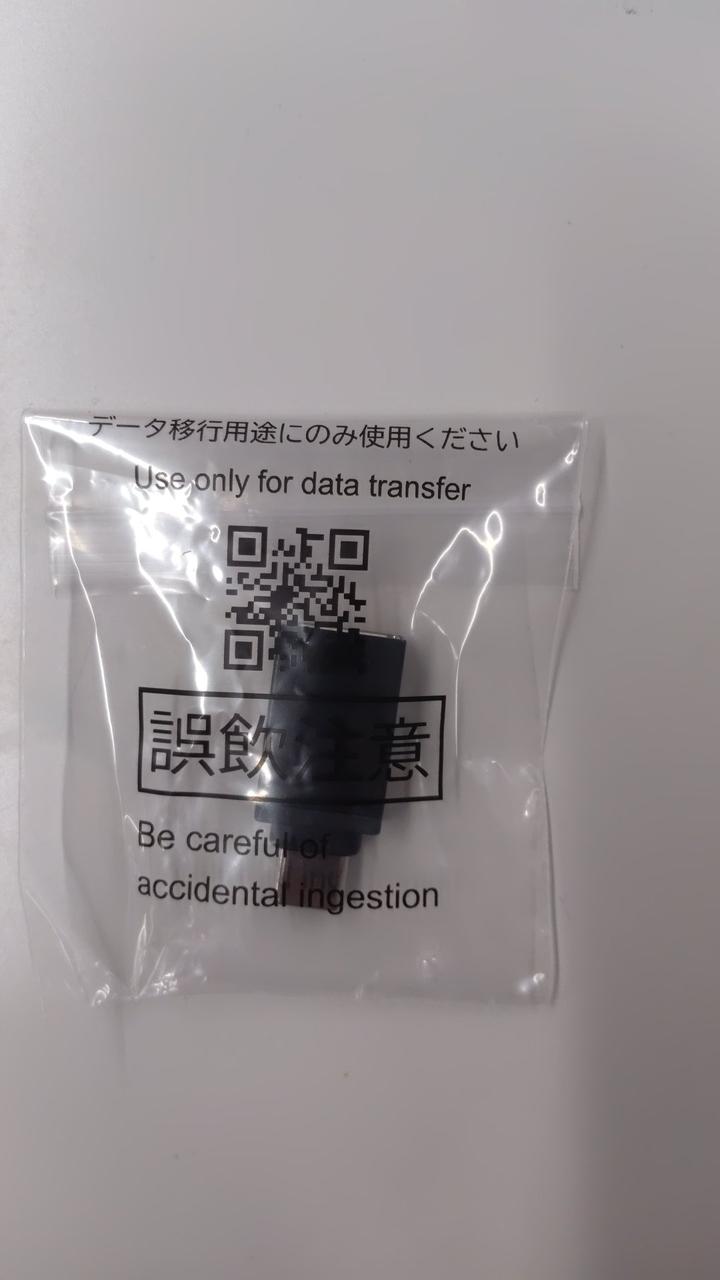 データ移行用途にのみ使用ください
Use only for data transfer
誤飲注意
Be careful of
accidental ingestion